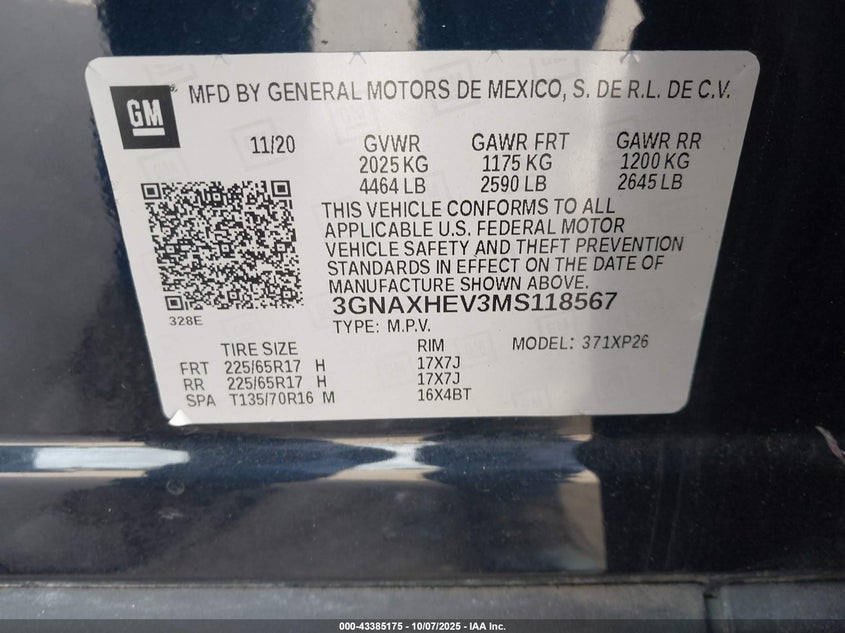 GM
MFD BY GENERAL MOTORS DE MEXICO, S. DE R.L. DE C.V.
11/20 GVWR GAWR FRT GAWR RR
2025 KG 1175 KG 1200 KG
4464 LB 2590 LB 2645 LB
THIS VEHICLE CONFORMS TO ALL
APPLICABLE U.S. FEDERAL MOTOR
VEHICLE SAFETY AND THEFT PREVENTION
STANDARDS IN EFFECT ON THE DATE OF
MANUFACTURE SHOWN ABOVE.
3GNAXHEV3MS118567
328E
TYPE: M.P.V. MODEL: 371XP26
TIRE SIZE RIM
FRT 225/65R17 H 17X7J
RR 225/65R17 H 17X7J
SPA T135/70R16 M 16X4BT
000-43385175 - 10/07/2025 - IAA Inc.